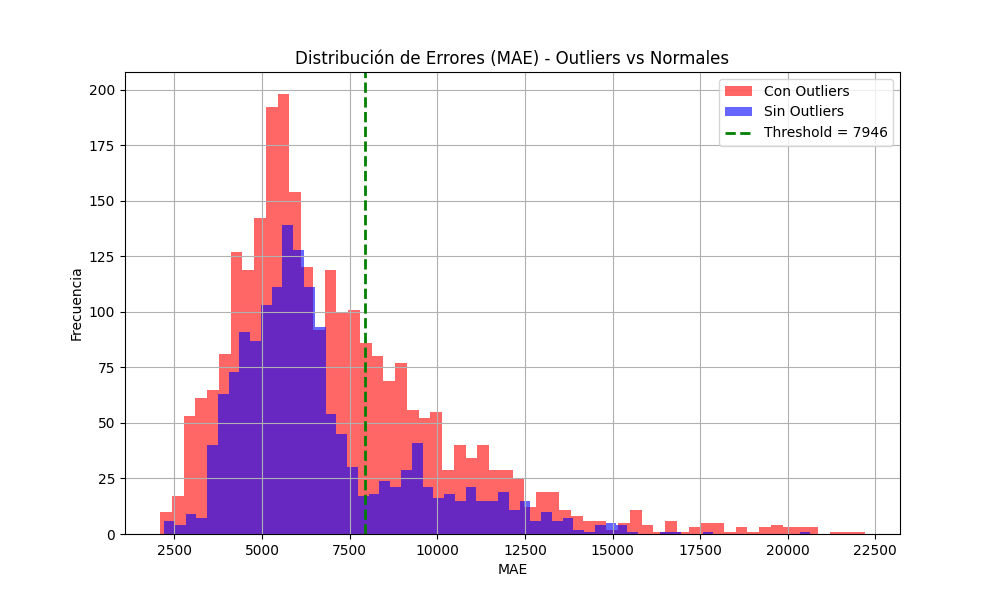 Distribución de Errores (MAE) - Outliers vs Normales
Con Outliers
Sin Outliers
Threshold = 7946
Frecuencia
200
175
150
125
100
75
50
25
0
2500 5000 7500 10000 12500 15000 17500 20000 22500
MAE